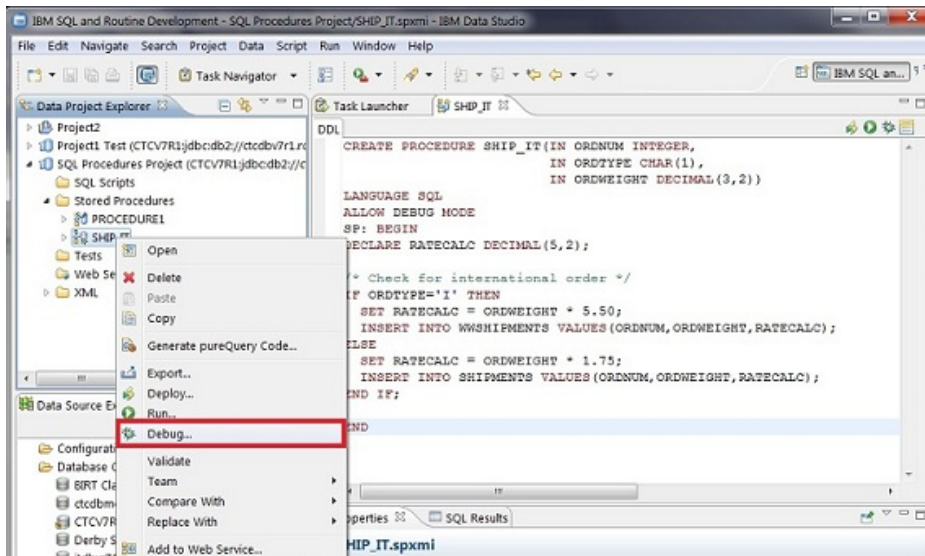 IBM SQL and Routine Development - SQL Procedures Project/SHIP_IT.spxmi - IBM Data Studio
File Edit Navigate Search Project Data Script Run Window Help
Task Navigator
IBM SQL an...
Data Project Explorer
Project2
Project1 Test (CTCV7R1:jdbc:db2://ctcdbv7r1.rc
SQL Procedures Project (CTCV7R1:jdbc:db2://c
SQL Scripts
Stored Procedures
PROCEDURE1
SHIP_IT
Tests
Web Se
XML
Open
Delete
Paste
Copy
Generate pureQuery Code...
Export...
Deploy...
Run...
Debug...
Validate
Team
Compare With
Replace With
Add to Web Service...
Data Source Ex
Configurati
Database C
BIRT Cla
ctcdbm
CTCV7R
Derby S
Task Launcher
SHIP_IT
DDL
CREATE PROCEDURE SHIP_IT(IN ORDNUM INTEGER,
IN ORDTYPE CHAR(1),
IN ORDWEIGHT DECIMAL(3,2))
LANGUAGE SQL
ALLOW DEBUG MODE
SP: BEGIN
DECLARE RATECALC DECIMAL(5,2);
/* Check for international order */
IF ORDTYPE='I' THEN
SET RATECALC = ORDWEIGHT * 5.50;
INSERT INTO WWSHIPMENTS VALUES(ORDNUM,ORDWEIGHT,RATECALC);
ELSE
SET RATECALC = ORDWEIGHT * 1.75;
INSERT INTO SHIPMENTS VALUES(ORDNUM,ORDWEIGHT,RATECALC);
END IF;
END
operties
SQL Results
HIP_IT.spxmi